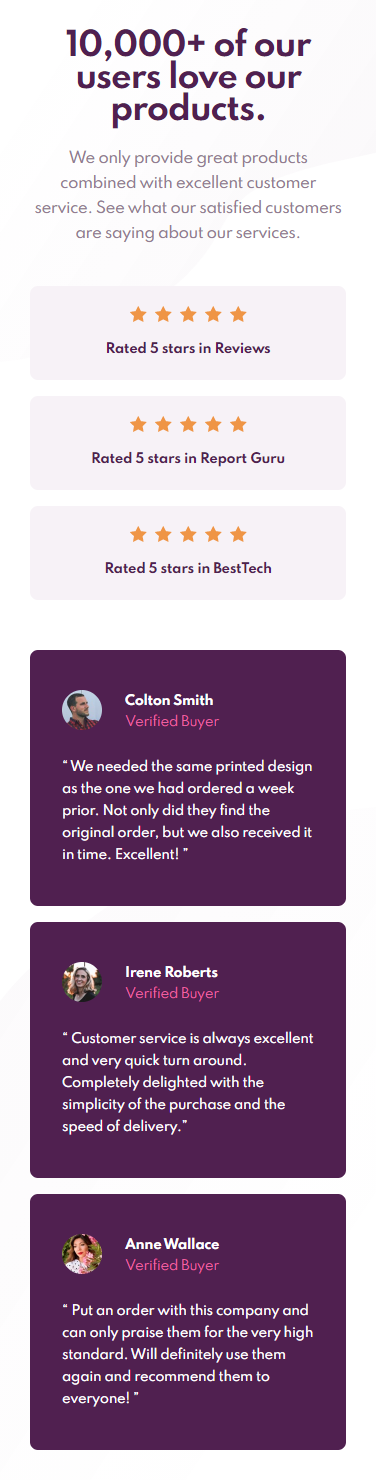 10,000+ of our
users love our
products.
We only provide great products
combined with excellent customer
service. See what our satisfied customers
are saying about our services.
Rated 5 stars in Reviews
Rated 5 stars in Report Guru
Rated 5 stars in BestTech
Colton Smith
Verified Buyer
“ We needed the same printed design
as the one we had ordered a week
prior. Not only did they find the
original order, but we also received it
in time. Excellent! ”
Irene Roberts
Verified Buyer
“ Customer service is always excellent
and very quick turn around.
Completely delighted with the
simplicity of the purchase and the
speed of delivery.”
Anne Wallace
Verified Buyer
“ Put an order with this company and
can only praise them for the very high
standard. Will definitely use them
again and recommend them to
everyone! ”